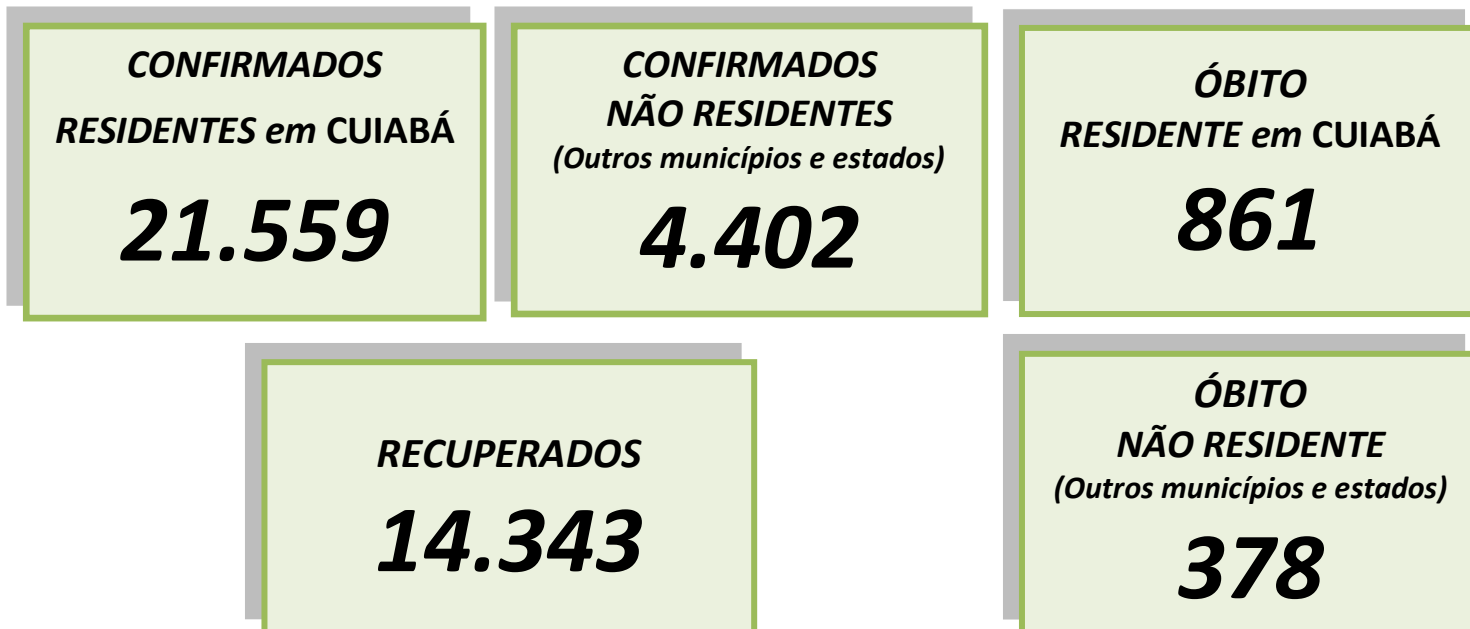 CONFIRMADOS
RESIDENTES em CUIABÁ
21.559
CONFIRMADOS
NÃO RESIDENTES
(Outros municípios e estados)
4.402
ÓBITO
RESIDENTE em CUIABÁ
861
RECUPERADOS
14.343
ÓBITO
NÃO RESIDENTE
(Outros municípios e estados)
378